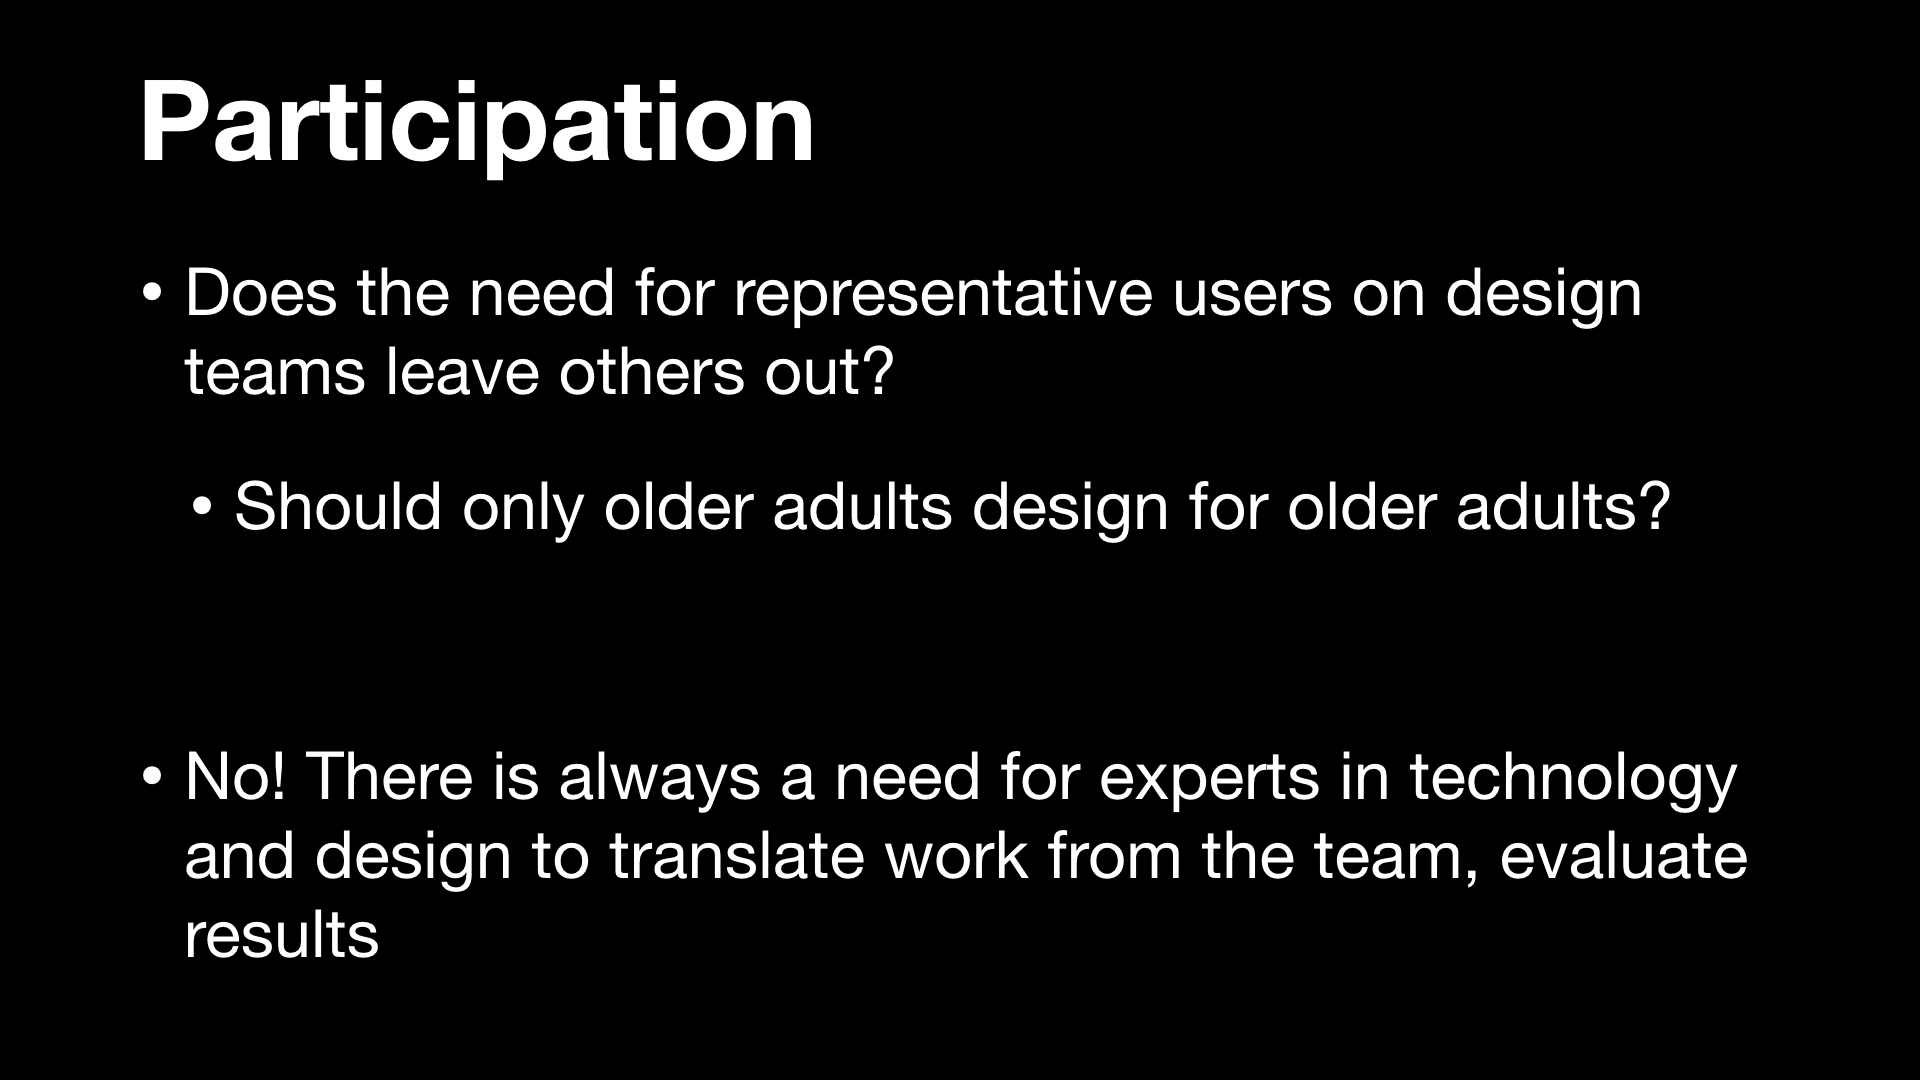 Participation
• Does the need for representative users on design
teams leave others out?
• Should only older adults design for older adults?
• No! There is always a need for experts in technology
and design to translate work from the team, evaluate
results